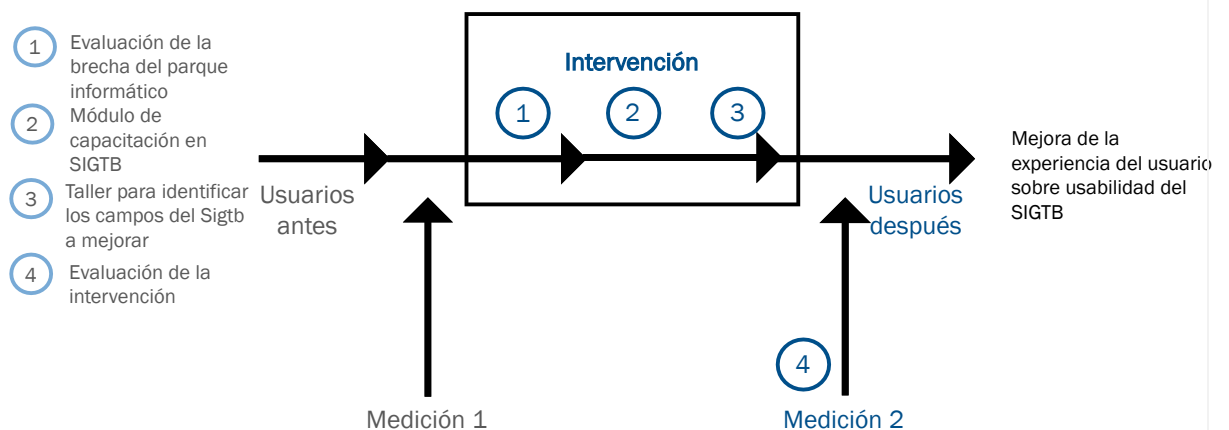 1
Evaluación de la
brecha del parque
informático
2
Módulo de
capacitación en
SIGTB
3
Taller para identificar
los campos del Sigtb
a mejorar
4
Evaluación de la
intervención
Intervención
1
2
3
Usuarios
antes
Usuarios
después
Mejora de la
experiencia del usuario
sobre usabilidad del
SIGTB
4
Medición 1
Medición 2